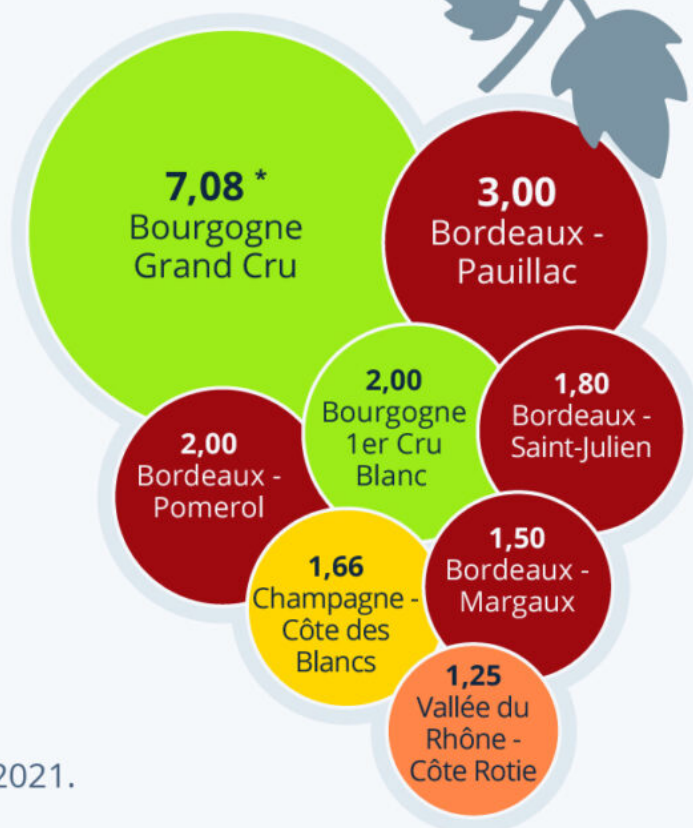 7,08 *
Bourgogne
Grand Cru
3,00
Bordeaux -
Pauillac
2,00
Bourgogne
1er Cru
Blanc
1,80
Bordeaux -
Saint-Julien
2,00
Bordeaux -
Pomerol
1,50
Bordeaux -
Margaux
1,66
Champagne -
Côte des
Blancs
1,25
Vallée du
Rhône -
Côte Rotie
2021.